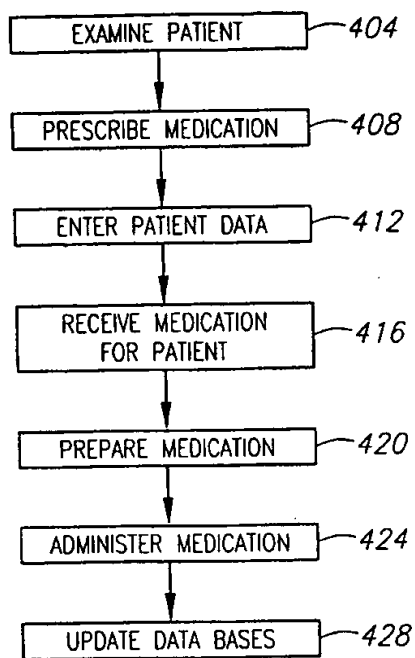 EXAMINE PATIENT 404
PRESCRIBE MEDICATION 408
ENTER PATIENT DATA 412
RECEIVE MEDICATION
FOR PATIENT 416
PREPARE MEDICATION 420
ADMINISTER MEDICATION 424
UPDATE DATA BASES 428